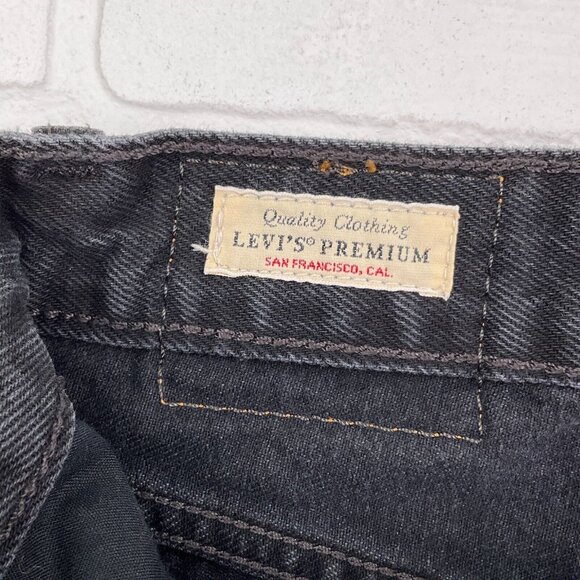 Quality Clothing
LEVI'S® PREMIUM
SAN FRANCISCO, CAL.